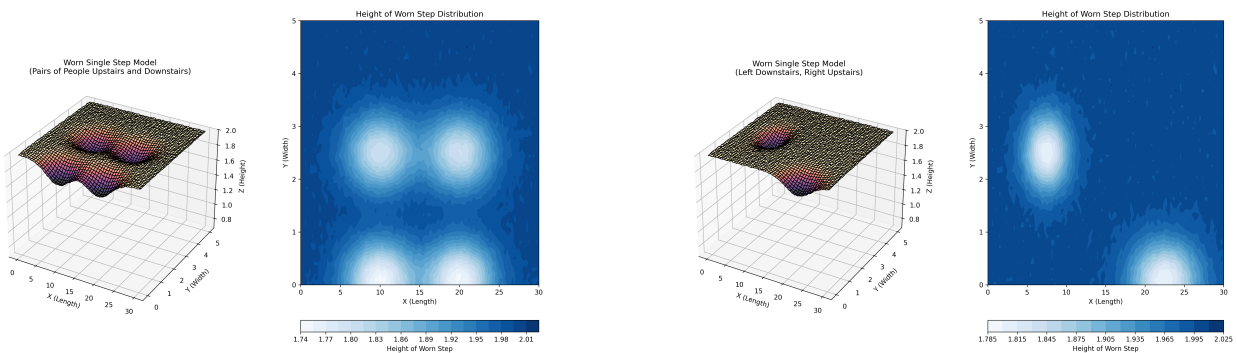 Worn Single Step Model
(Pairs of People Upstairs and Downstairs)
2.0
1.8
1.6
1.4
1.2
1.0
0.8
Z (Height)
0
5
10
15
20
25
30
X (Length)
0
1
2
3
4
5
Y (Width)
Height of Worn Step Distribution
5
4
3
2
1
0
Y (Width)
0 5 10 15 20 25 30
X (Length)
1.74 1.77 1.80 1.83 1.86 1.89 1.92 1.95 1.98 2.01
Height of Worn Step
Worn Single Step Model
(Left Downstairs, Right Upstairs)
2.0
1.8
1.6
1.4
1.2
1.0
0.8
Z (Height)
0
5
10
15
20
25
30
X (Length)
0
1
2
3
4
5
Y (Width)
Height of Worn Step Distribution
5
4
3
2
1
0
Y (Width)
0 5 10 15 20 25 30
X (Length)
1.785 1.815 1.845 1.875 1.905 1.935 1.965 1.995 2.025
Height of Worn Step